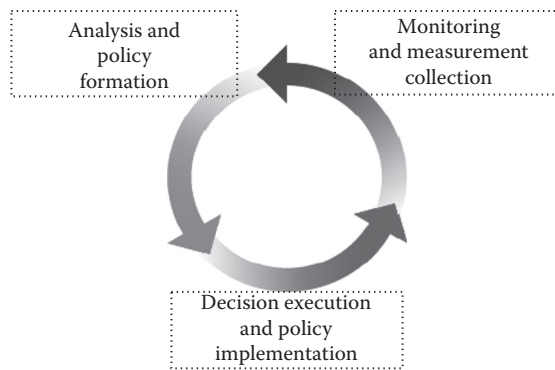 Analysis and
policy
formation
Monitoring
and measurement
collection
Decision execution
and policy
implementation